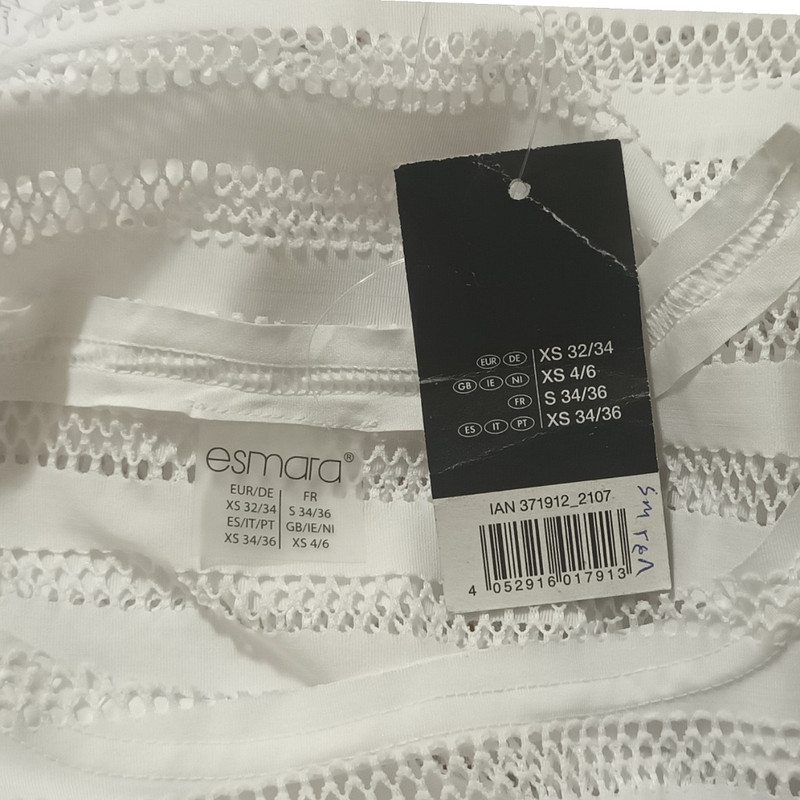 EUR DE XS 32/34
GB IE NI XS 4/6
FR S 34/36
ES IT PT XS 34/36
IAN 371912_2107
4 052916 017913
esmara®
EUR/DE FR
XS 32/34 S 34/36
ES/IT/PT GB/IE/NI
XS 34/36 XS 4/6